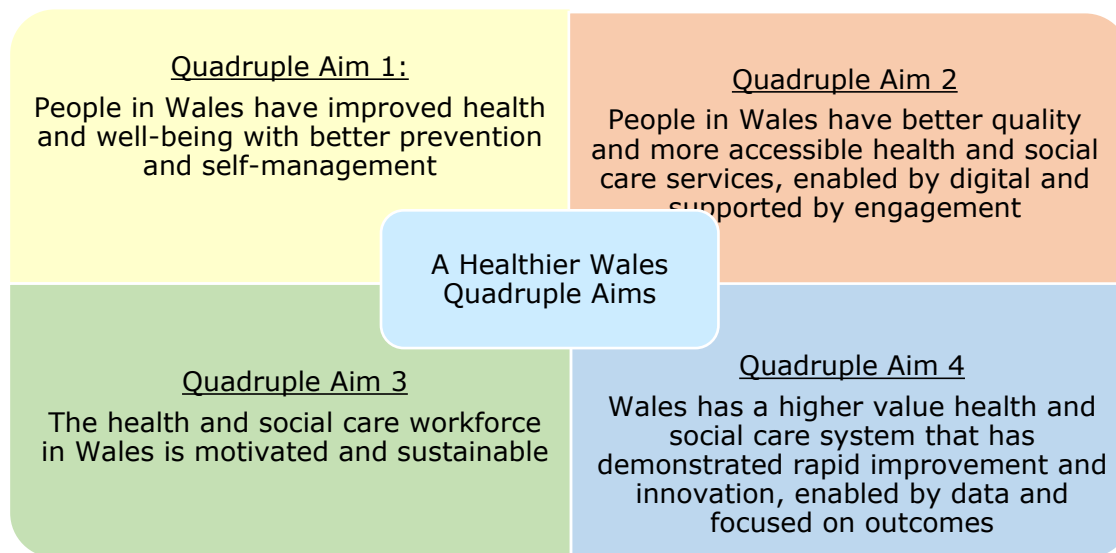 Quadruple Aim 1:
People in Wales have improved health
and well-being with better prevention
and self-management
Quadruple Aim 2
People in Wales have better quality
and more accessible health and social
care services, enabled by digital and
supported by engagement
A Healthier Wales
Quadruple Aims
Quadruple Aim 3
The health and social care workforce
in Wales is motivated and sustainable
Quadruple Aim 4
Wales has a higher value health and
social care system that has
demonstrated rapid improvement and
innovation, enabled by data and
focused on outcomes